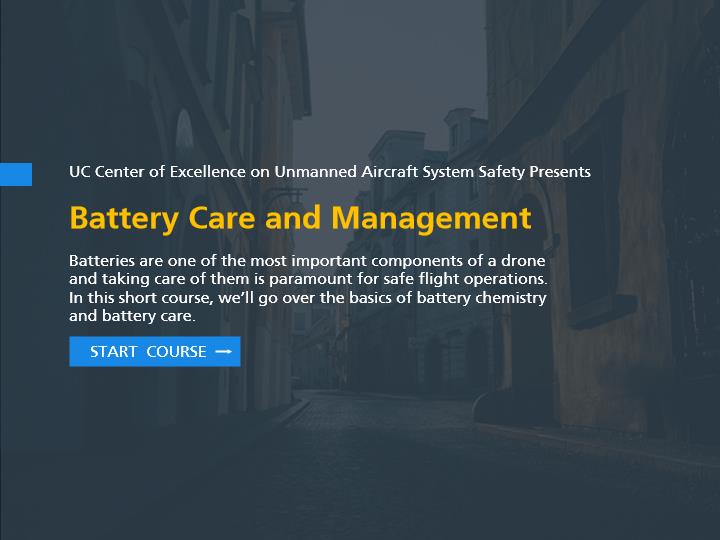 UC Center of Excellence on Unmanned Aircraft System Safety Presents
Battery Care and Management
Batteries are one of the most important components of a drone
and taking care of them is paramount for safe flight operations.
In this short course, we’ll go over the basics of battery chemistry
and battery care.
START COURSE